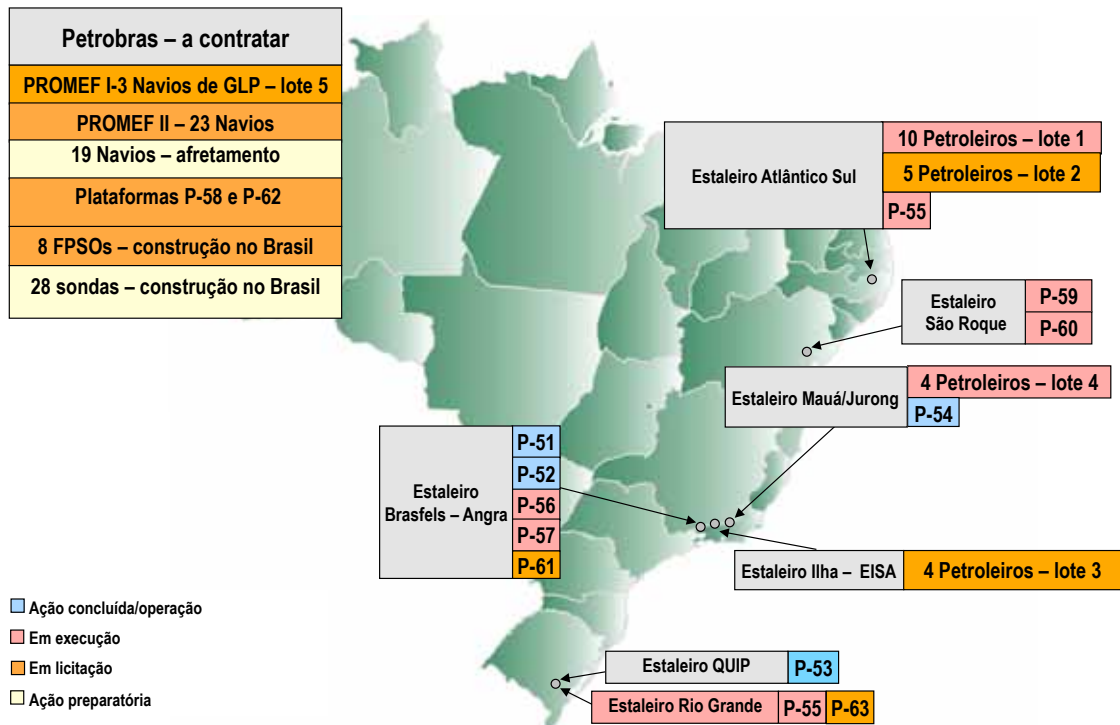 Petrobras – a contratar
PROMEF I-3 Navios de GLP – lote 5
PROMEF II – 23 Navios
19 Navios – afretamento
Plataformas P-58 e P-62
8 FPSOs – construção no Brasil
28 sondas – construção no Brasil
Estaleiro Atlântico Sul
10 Petroleiros – lote 1
5 Petroleiros – lote 2
P-55
Estaleiro
São Roque
P-59
P-60
Estaleiro Mauá/Jurong
4 Petroleiros – lote 4
P-54
Estaleiro
Brasfels – Angra
P-51
P-52
P-56
P-57
P-61
Estaleiro Ilha – EISA
4 Petroleiros – lote 3
Estaleiro QUIP
P-53
Estaleiro Rio Grande
P-55
P-63
Ação concluída/operação
Em execução
Em licitação
Ação preparatória